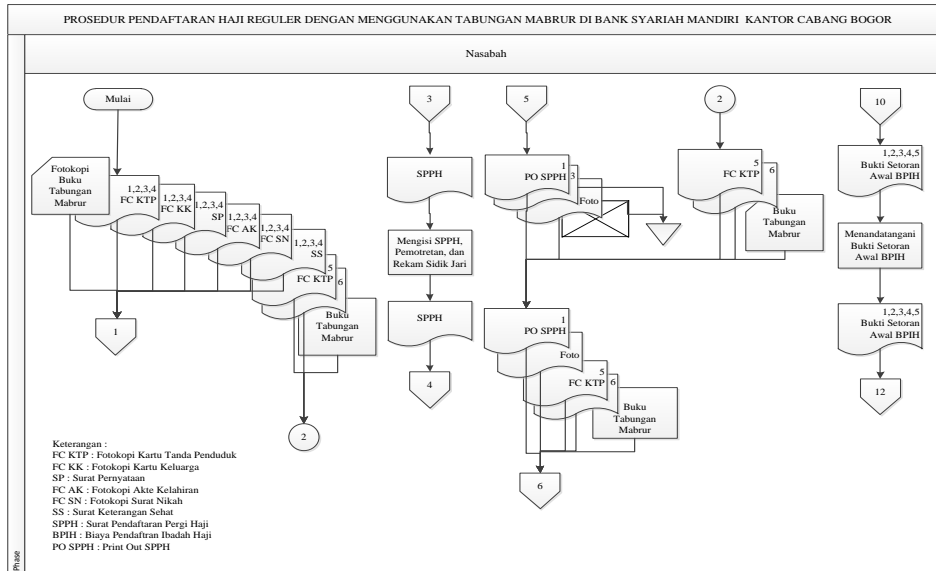 PROSEDUR PENDAFTARAN HAJI REGULER DENGAN MENGGUNAKAN TABUNGAN MABRUR DI BANK SYARIAH MANDIRI KANTOR CABANG BOGOR
Nasabah
Mulai
Fotokopi
Buku
Tabungan
Mabrur
1,2,3,4
FC KTP
1,2,3,4
FC KK
1,2,3,4
SP
1,2,3,4
FC AK
1,2,3,4
FC SN
1,2,3,4
SS
5
FC KTP
6
Buku
Tabungan
Mabrur
1
2
3
SPPH
Mengisi SPPH,
Pemotretan, dan
Rekam Sidik Jari
SPPH
4
5
1
PO SPPH
3
Foto
1
PO SPPH
Foto
5
FC KTP
6
Buku
Tabungan
Mabrur
6
2
5
FC KTP
6
Buku
Tabungan
Mabrur
10
1,2,3,4,5
Bukti Setoran
Awal BPIH
Menandatangani
Bukti Setoran
Awal BPIH
1,2,3,4,5
Bukti Setoran
Awal BPIH
12
Keterangan :
FC KTP : Fotokopi Kartu Tanda Penduduk
FC KK : Fotokopi Kartu Keluarga
SP : Surat Pernyataan
FC AK : Fotokopi Akte Kelahiran
FC SN : Fotokopi Surat Nikah
SS : Surat Keterangan Sehat
SPPH : Surat Pendaftaran Pergi Haji
BPIH : Biaya Pendaftran Ibadah Haji
PO SPPH : Print Out SPPH
Phase